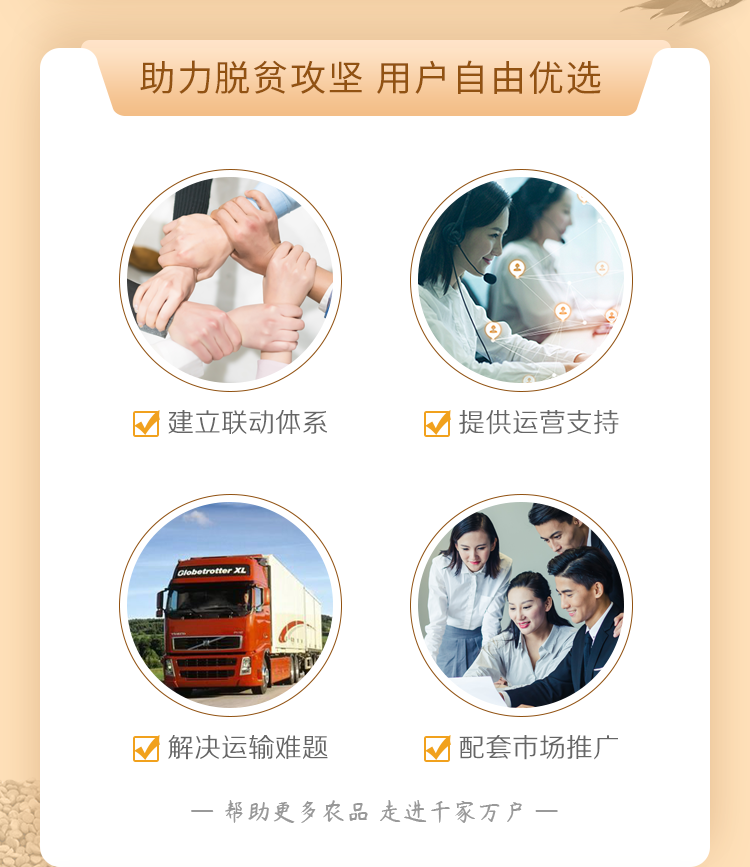 助力脱贫攻坚 用户自由优选
建立联动体系
提供运营支持
Globetrotter XL
解决运输难题
配套市场推广
— 帮助更多农品 走进千家万户 —